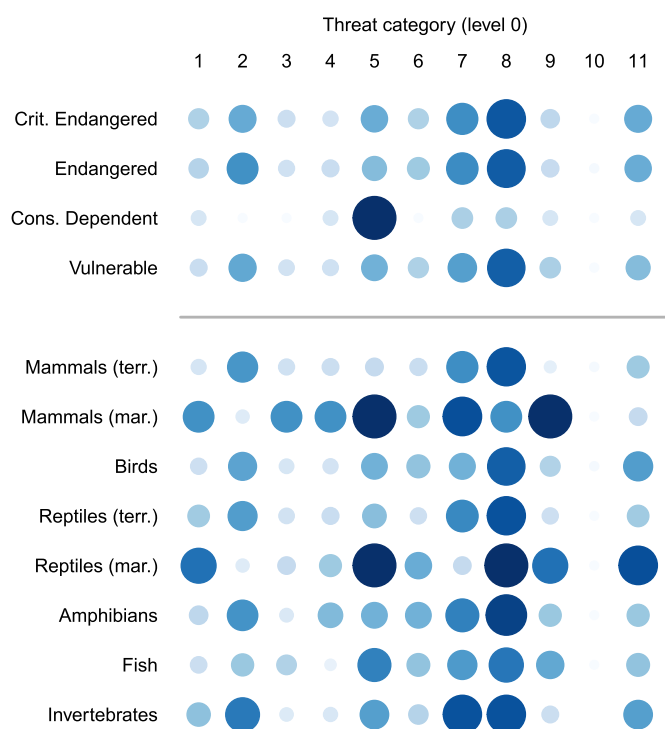 Threat category (level 0)
1 2 3 4 5 6 7 8 9 10 11
Crit. Endangered
Endangered
Cons. Dependent
Vulnerable
Mammals (terr.)
Mammals (mar.)
Birds
Reptiles (terr.)
Reptiles (mar.)
Amphibians
Fish
Invertebrates